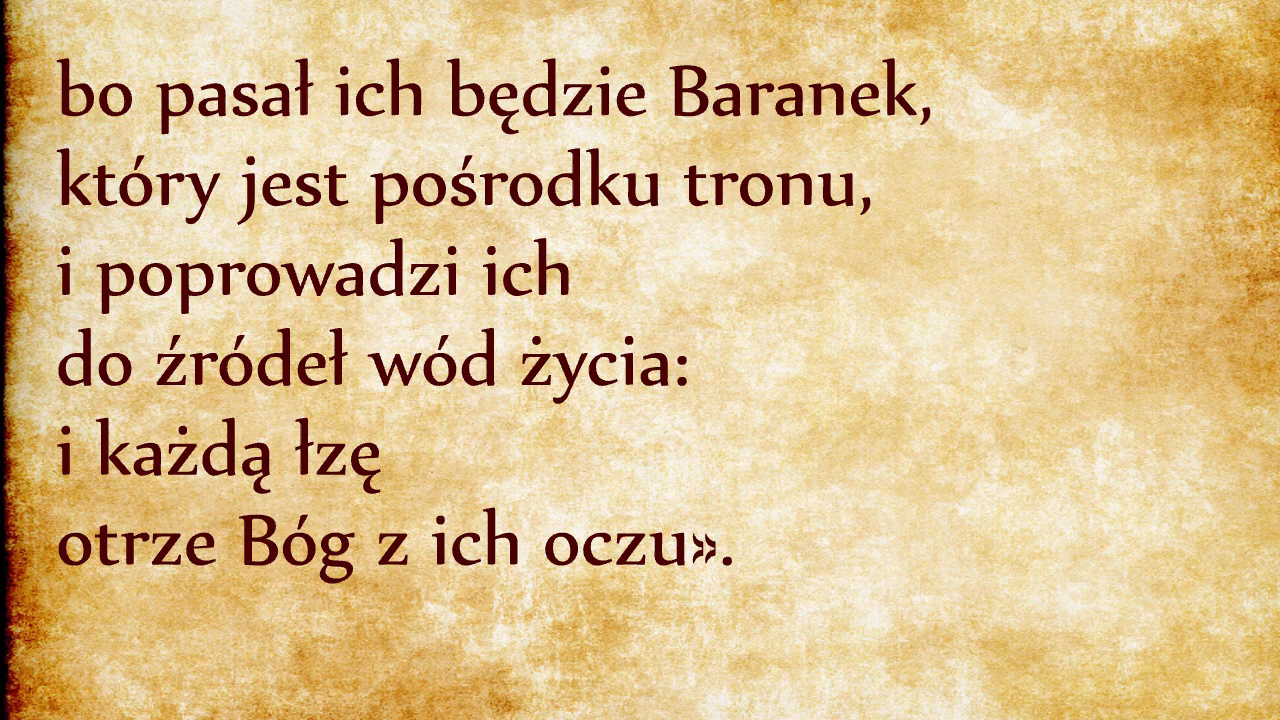 bo pasał ich będzie Baranek,
który jest pośrodku tronu,
i poprowadzi ich
do źródeł wód życia:
i każdą łzę
otrze Bóg z ich oczu».